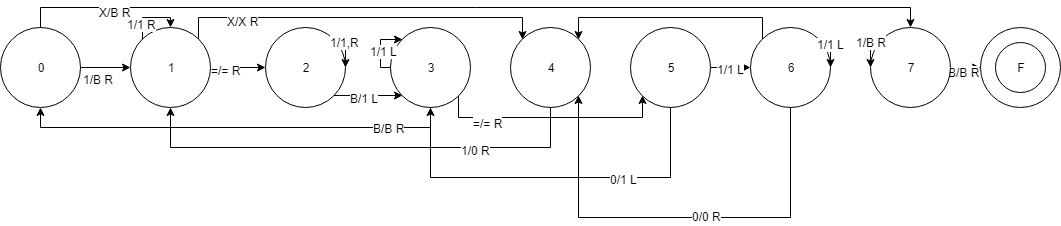 X/B R
1/1 R
X/X R
1/1 R
1/1 L
1/1 L
1/B R
0
1
2
3
4
5
6
7
F
1/B R
=/= R
B/1 L
1/1 L
B/B R
B/B R
=/= R
1/0 R
0/1 L
0/0 R